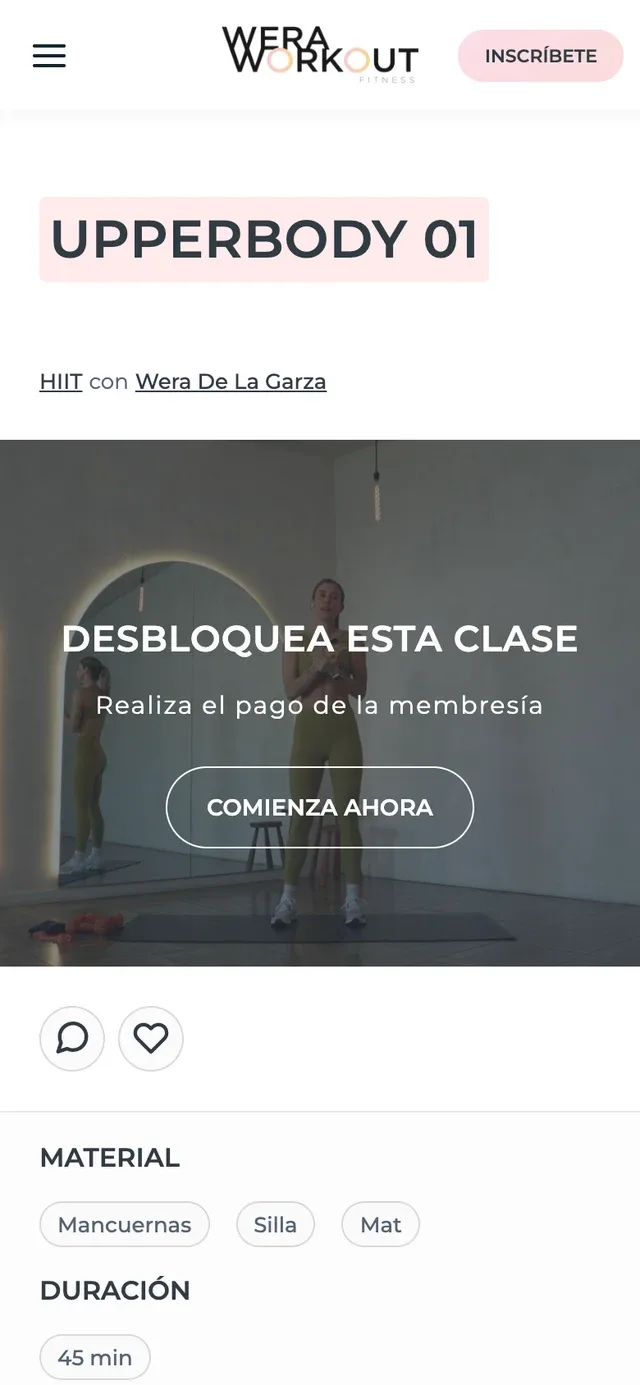 WERA
WORKOUT
FITNESS
INSCRÍBETE
UPPERBODY 01
HIIT con Wera De La Garza
DESBLOQUEA ESTA CLASE
Realiza el pago de la membresía
COMIENZA AHORA
MATERIAL
Mancuernas Silla Mat
DURACIÓN
45 min